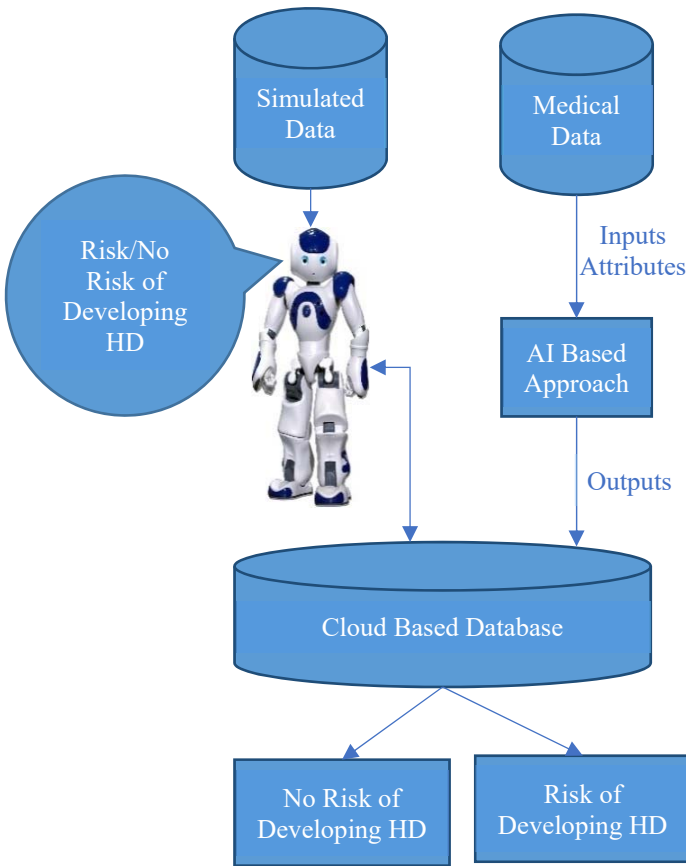 Simulated
Data
Medical
Data
Risk/No
Risk of
Developing
HD
Inputs
Attributes
AI Based
Approach
Outputs
Cloud Based Database
No Risk of
Developing HD
Risk of
Developing HD